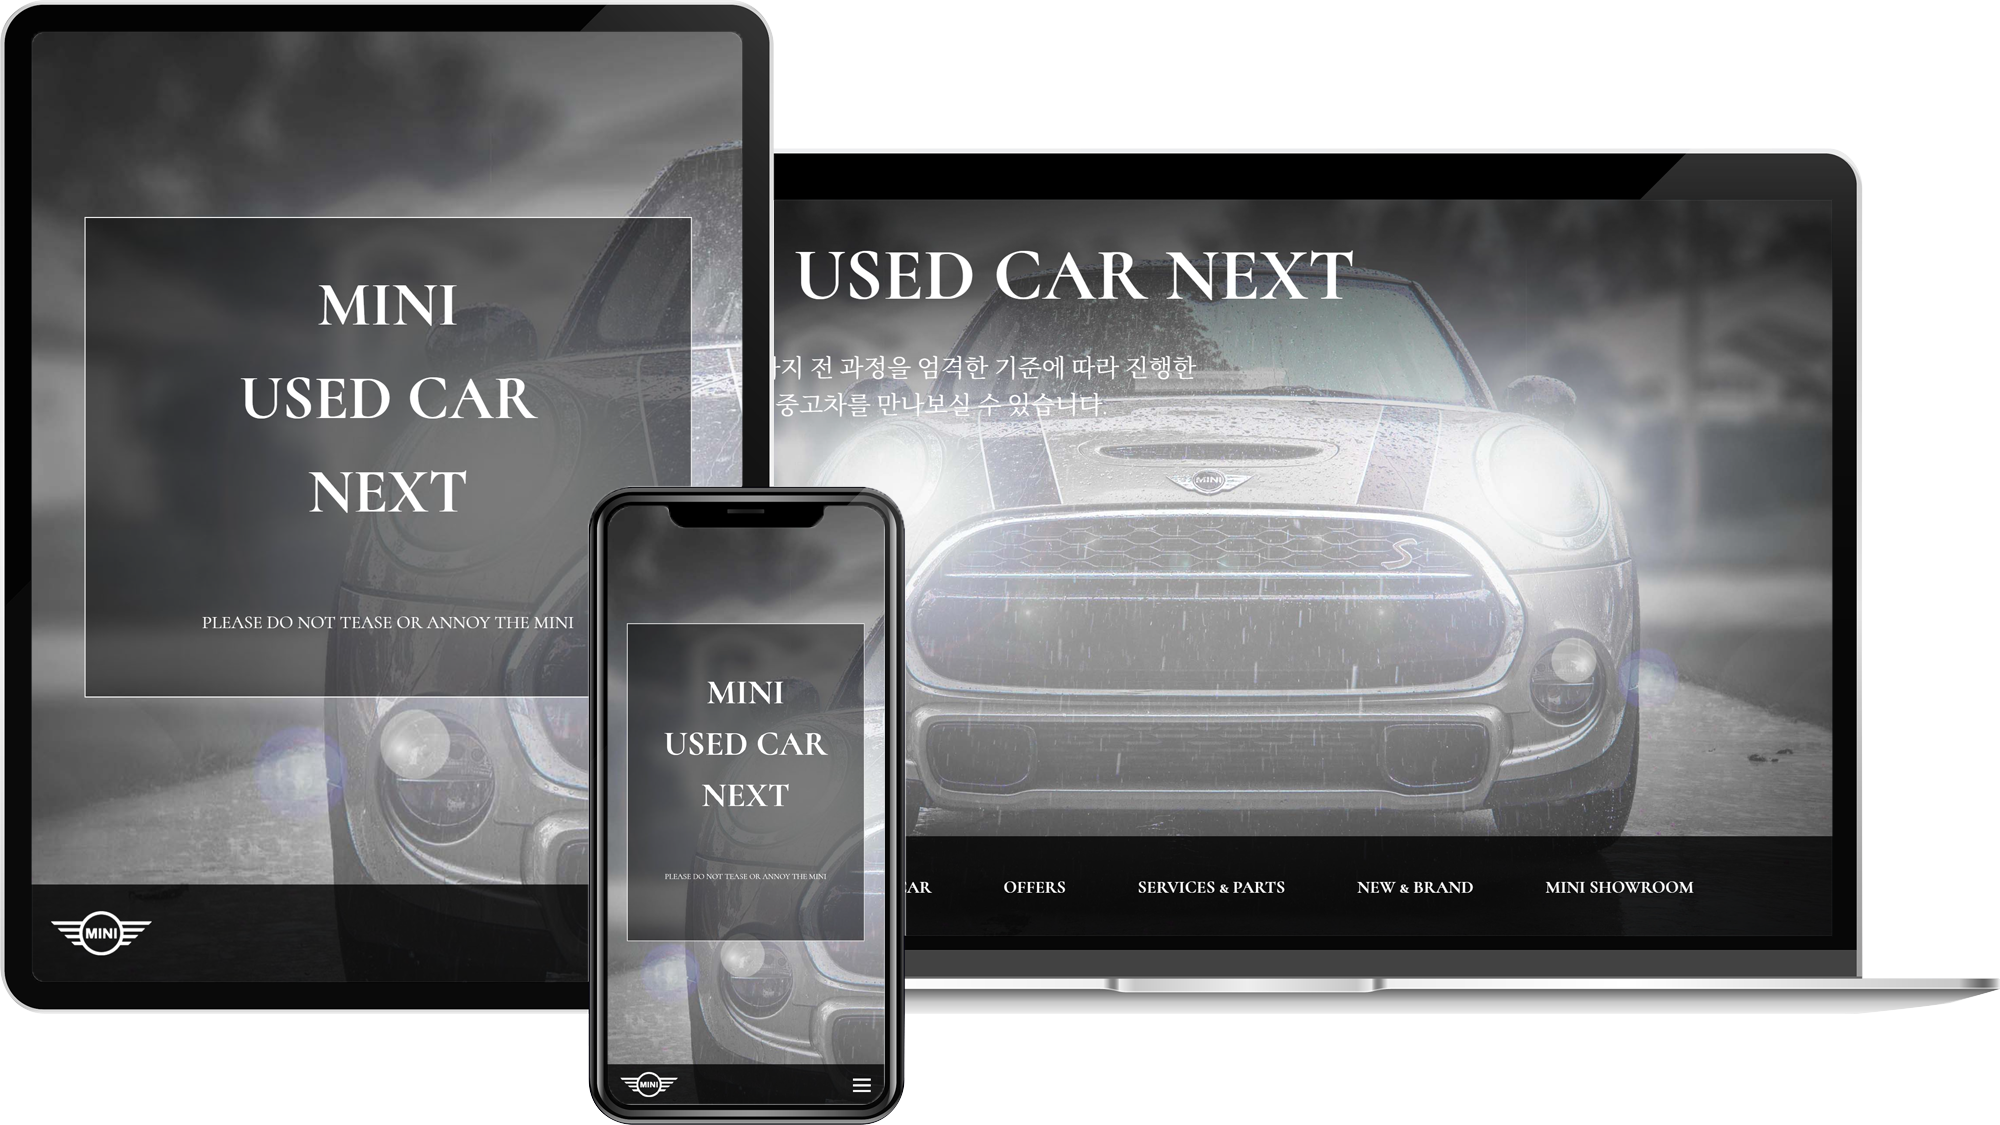 MINI
USED CAR
NEXT
PLEASE DO NOT TEASE OR ANNOY THE MINI
MINI
USED CAR NEXT
지 전 과정을 엄격한 기준에 따라 진행한
중고차를 만나보실 수 있습니다.
MINI
S
OFFERS
SERVICES & PARTS
NEW & BRAND
MINI SHOWROOM
MINI
USED CAR
NEXT
PLEASE DO NOT TEASE OR ANNOY THE MINI
MINI